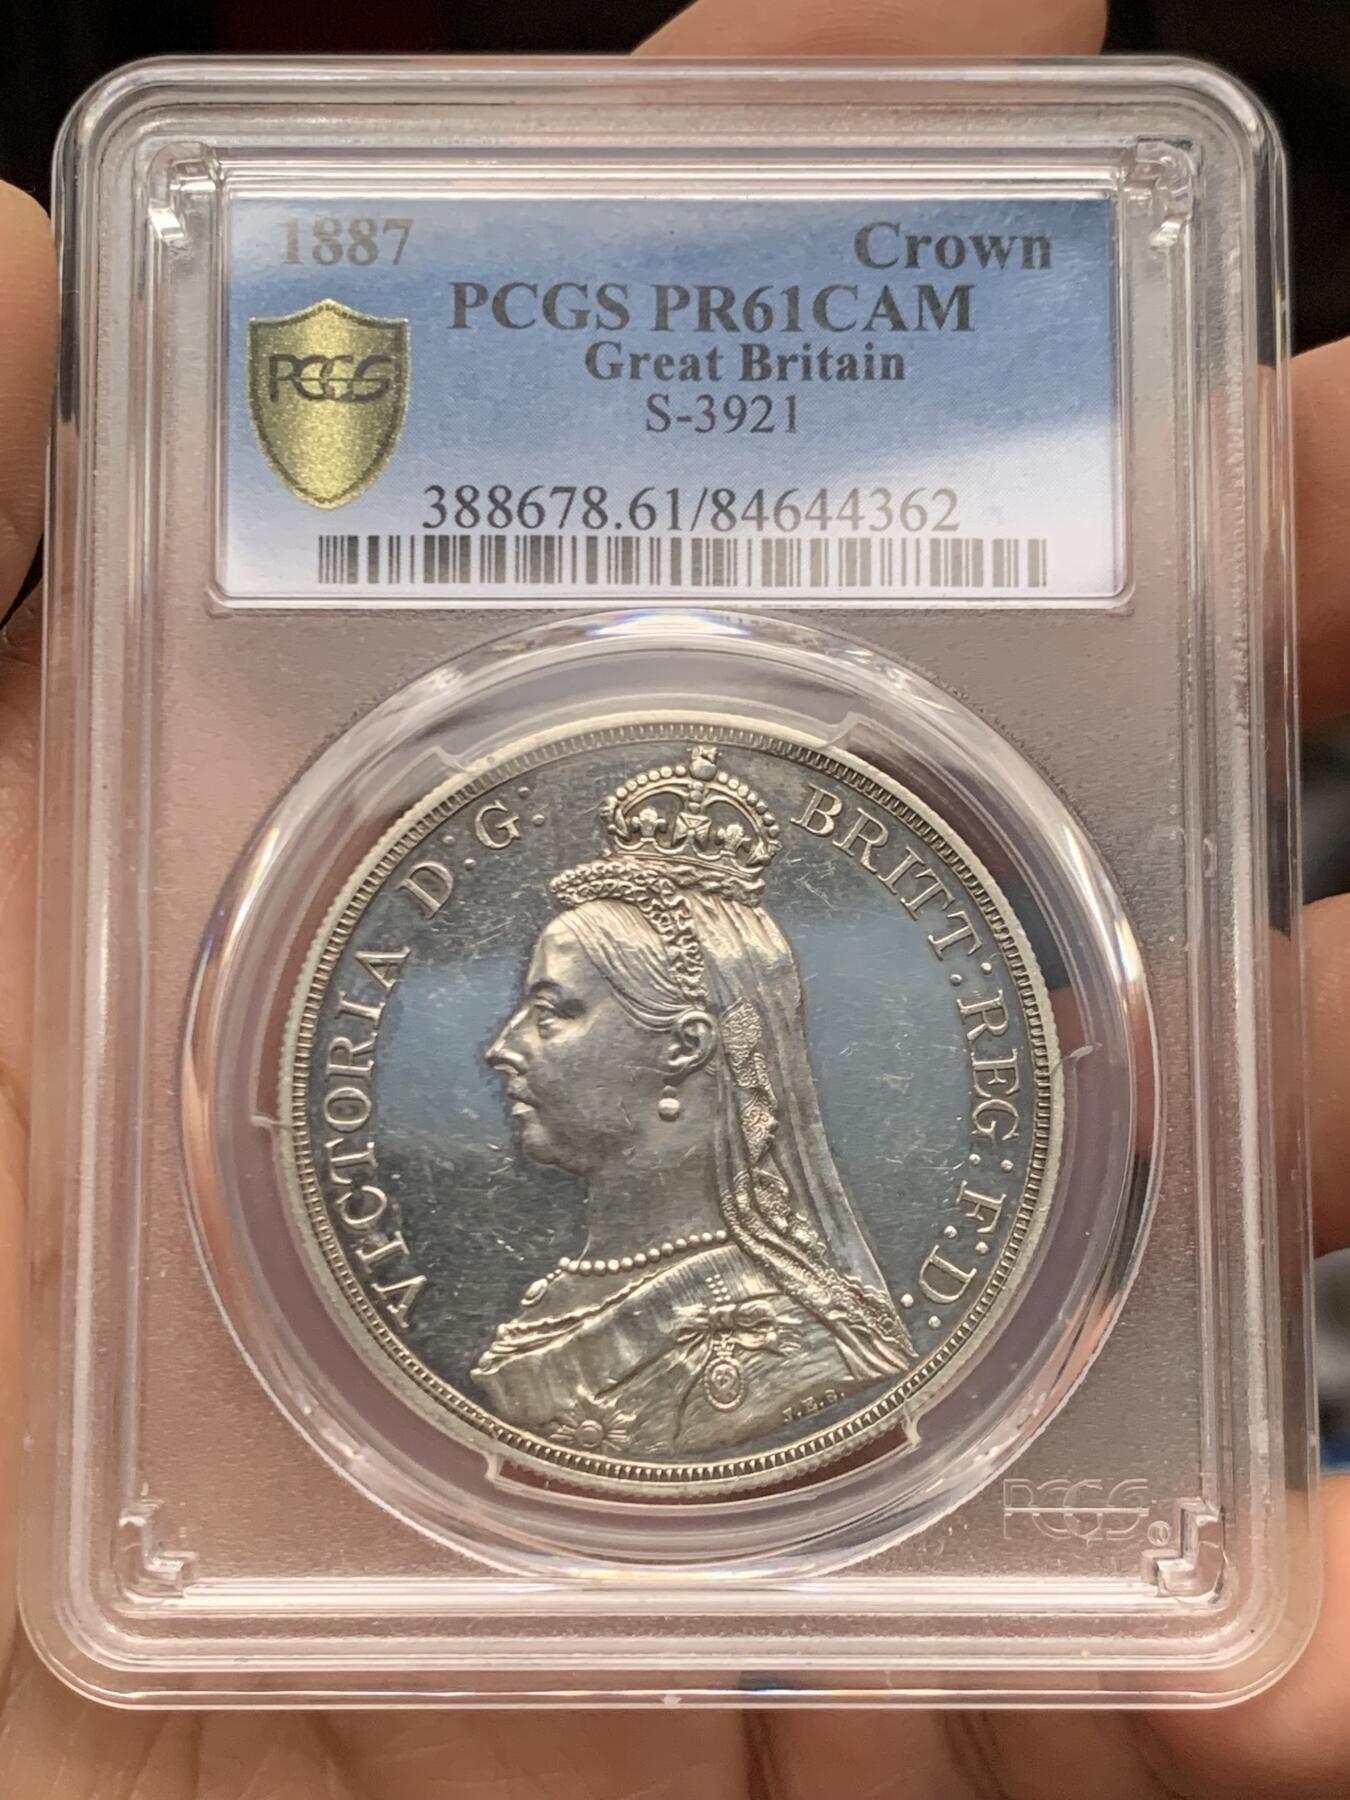 1887 Crown
PCGS PR61CAM
Great Britain
S-3921
PCGS
388678.61/84644362
VICTORIA D:G: BRITT:REG:F:D:
J.E.B.
PCGS